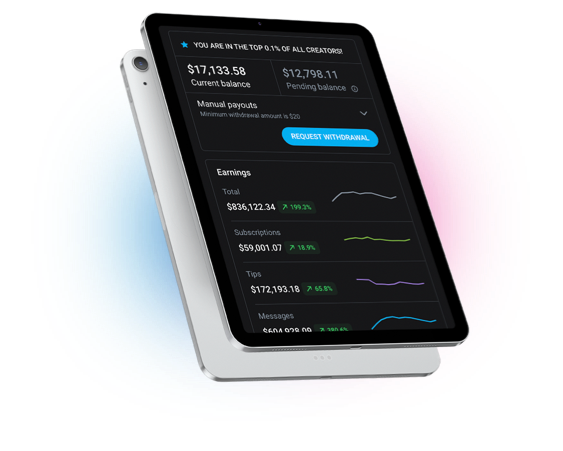 YOU ARE IN THE TOP 0.1% OF ALL CREATORS!
$17,133.58
Current balance
$12,798.11
Pending balance
Manual payouts
Minimum withdrawal amount is $20
REQUEST WITHDRAWAL
Earnings
Total
$836,122.34 199.2%
Subscriptions
$59,001.07 18.9%
Tips
$172,193.18 65.8%
Messages
$604,928.09